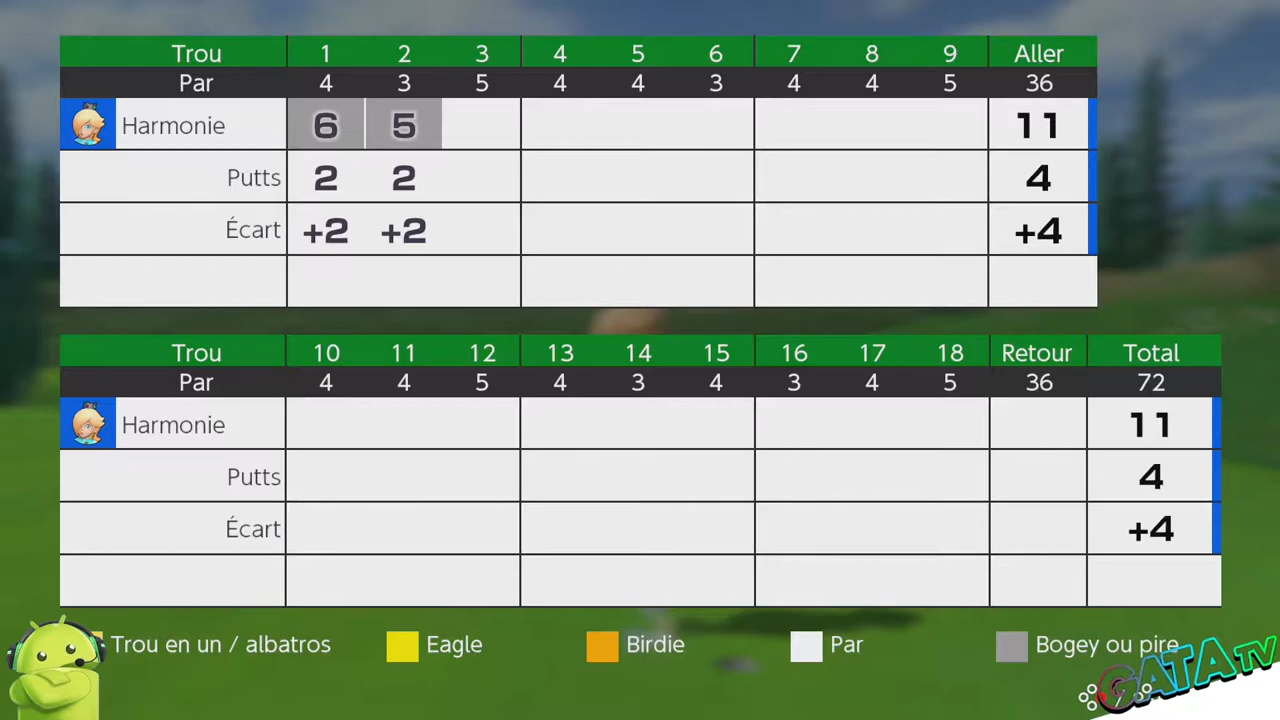 Trou 1 2 3 4 5 6 7 8 9 Aller
Par 4 3 5 4 4 3 4 4 5 36
Harmonie 6 5 11
Putts 2 2 4
Écart +2 +2 +4
Trou 10 11 12 13 14 15 16 17 18 Retour Total
Par 4 4 5 4 3 4 3 4 5 36 72
Harmonie 11
Putts 4
Écart +4
Trou en un / albatros Eagle Birdie Par Bogey ou pire
GATA TV